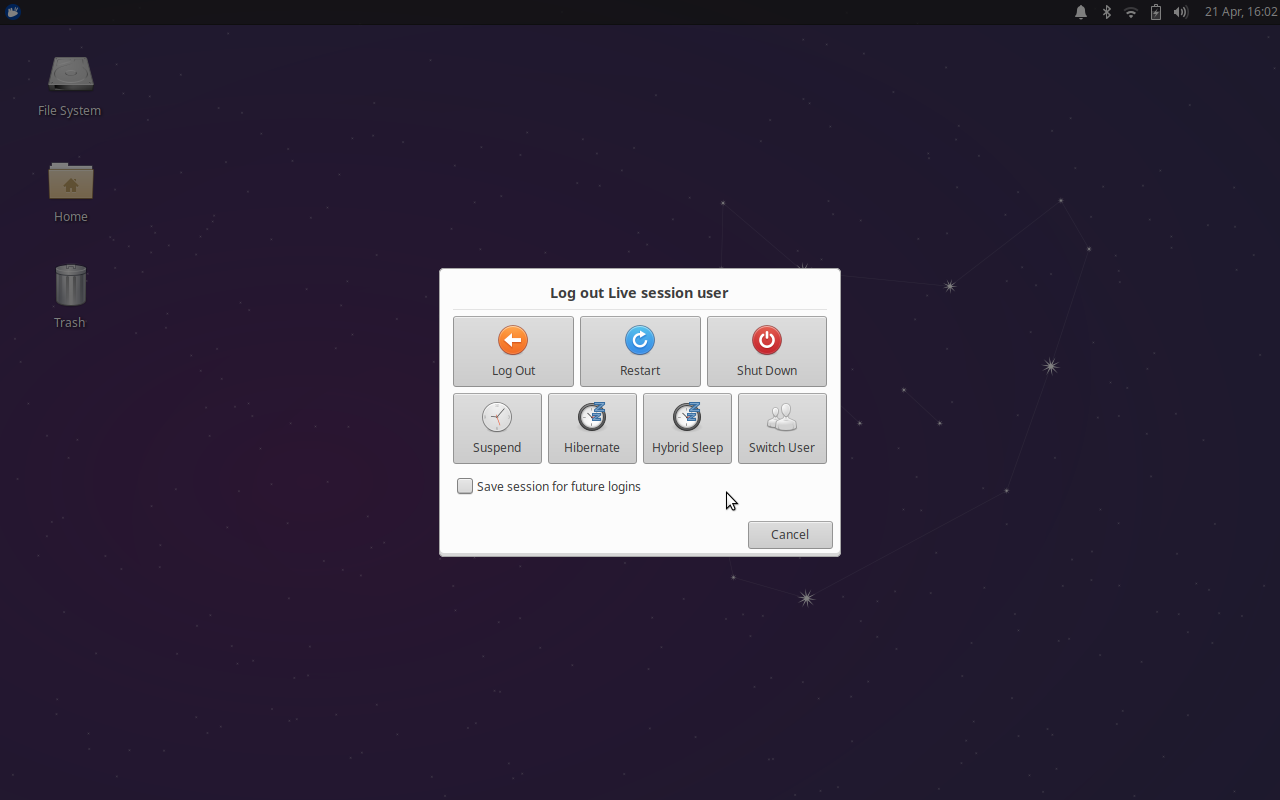 21 Apr, 16:02
File System
Home
Trash
Log out Live session user
Log Out
Restart
Shut Down
Suspend
Hibernate
Hybrid Sleep
Switch User
Save session for future logins
Cancel